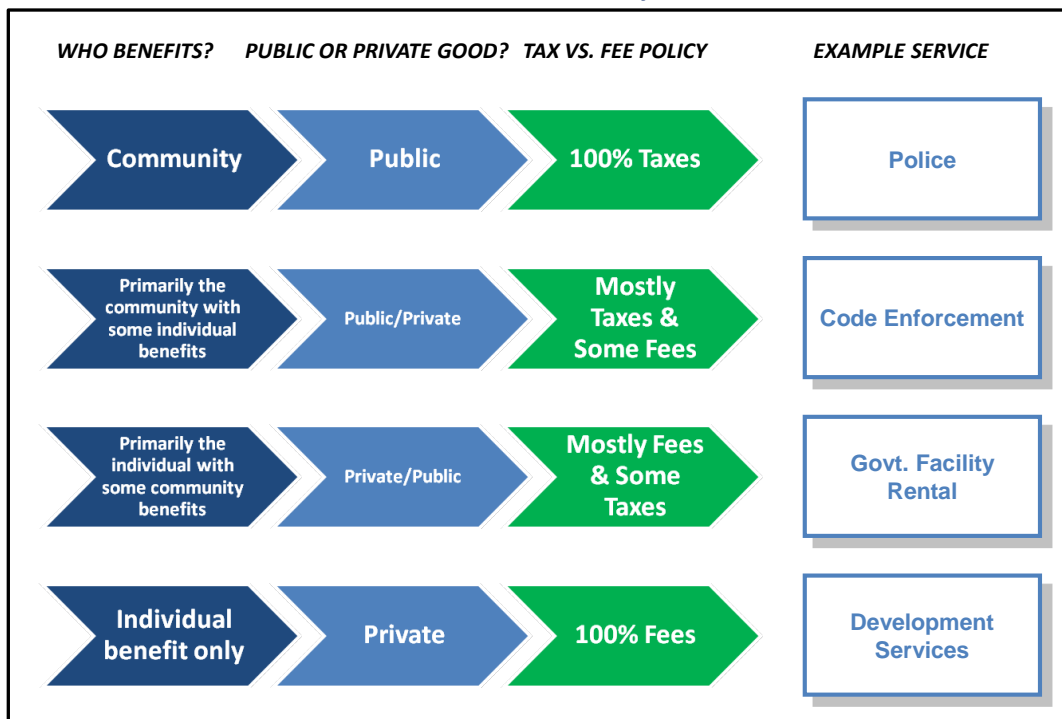 WHO BENEFITS? PUBLIC OR PRIVATE GOOD? TAX VS. FEE POLICY EXAMPLE SERVICE
Community
Public
100% Taxes
Police
Primarily the
community with
some individual
benefits
Public/Private
Mostly
Taxes &
Some Fees
Code Enforcement
Primarily the
individual with
some community
benefits
Private/Public
Mostly Fees
& Some
Taxes
Govt. Facility
Rental
Individual
benefit only
Private
100% Fees
Development
Services